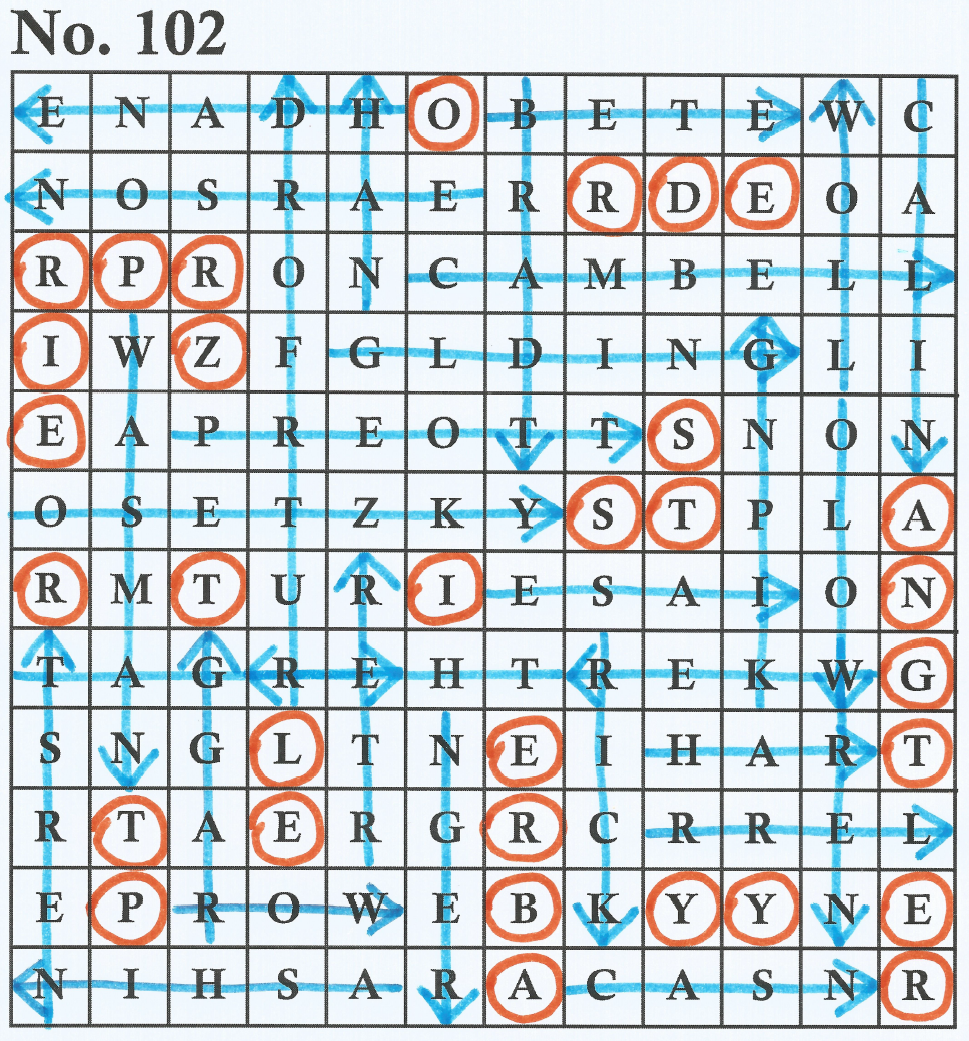 No. 102
E N A D H O B E T E W C
N O S R A E R R D E O A
R P R O N C A M B E L L
I W Z F G L D I N G L I
E A P R E O T T S N O N
O S E T Z K Y S T P L A
R M T U R I E S A I O N
T A G R E H T R E K W G
S N G L T N E I H A R T
R T A E R G R C R R E L
E P R O W E B K Y Y N E
N I H S A R A C A S N R